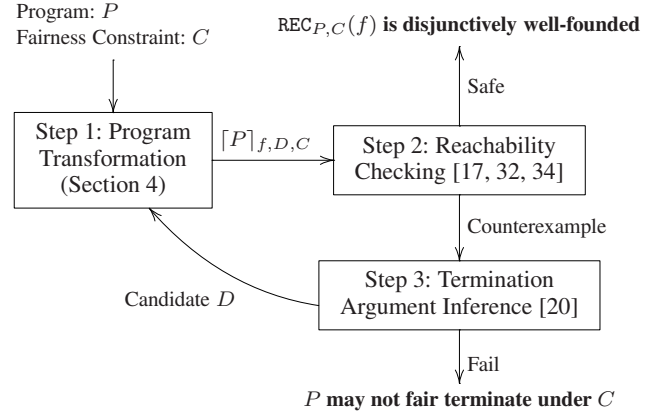 Program: P
Fairness Constraint: C
REC_{P,C}(f) is disjunctively well-founded
Safe
Step 1: Program
Transformation
(Section 4)
⌈P⌉_{f,D,C}
Step 2: Reachability
Checking [17, 32, 34]
Counterexample
Candidate D
Step 3: Termination
Argument Inference [20]
Fail
P may not fair terminate under C